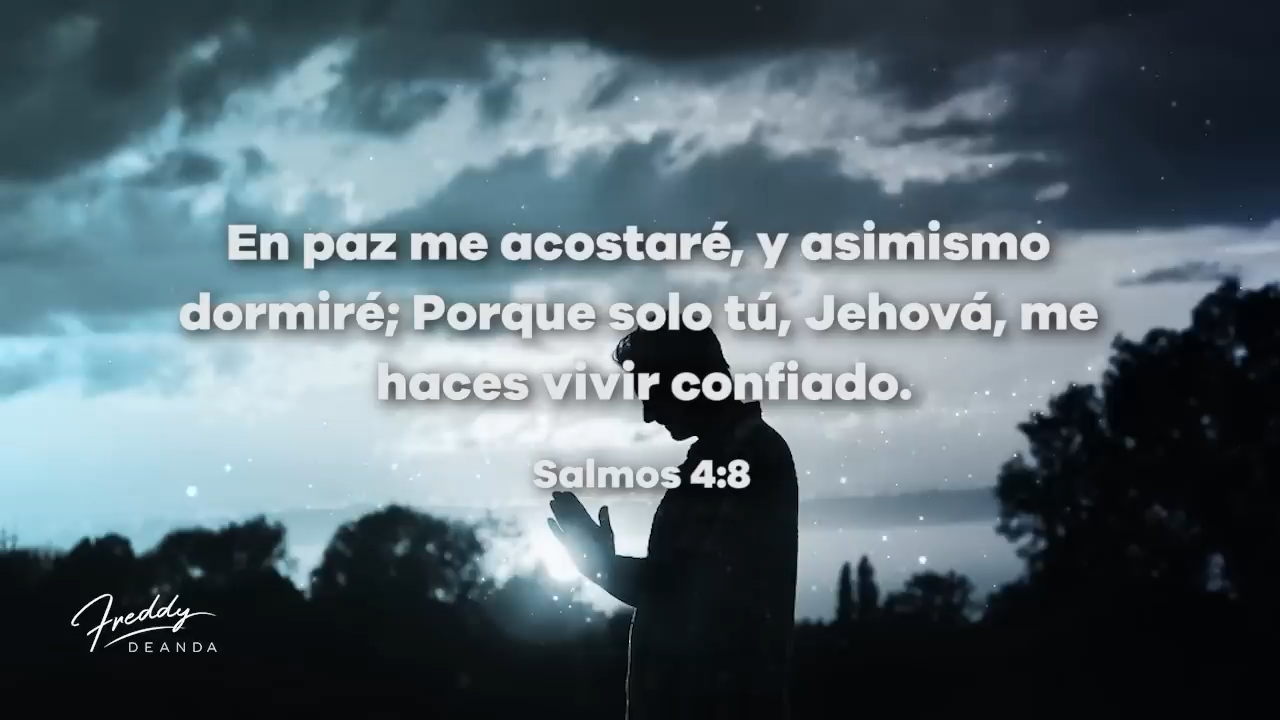 En paz me acostaré, y asimismo
dormiré; Porque solo tú, Jehová, me
haces vivir confiado.
Salmos 4:8
Freddy
DEANDA